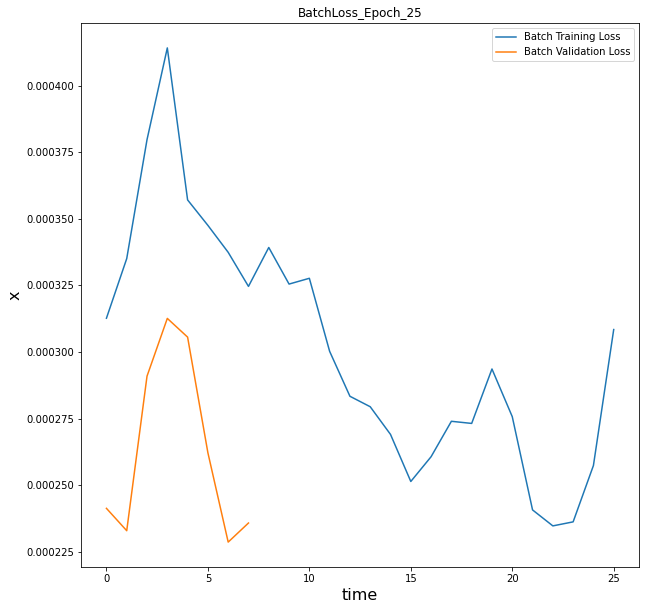 BatchLoss_Epoch_25
Batch Training Loss
Batch Validation Loss
0.000400
0.000375
0.000350
0.000325
0.000300
0.000275
0.000250
0.000225
x
0 5 10 15 20 25
time